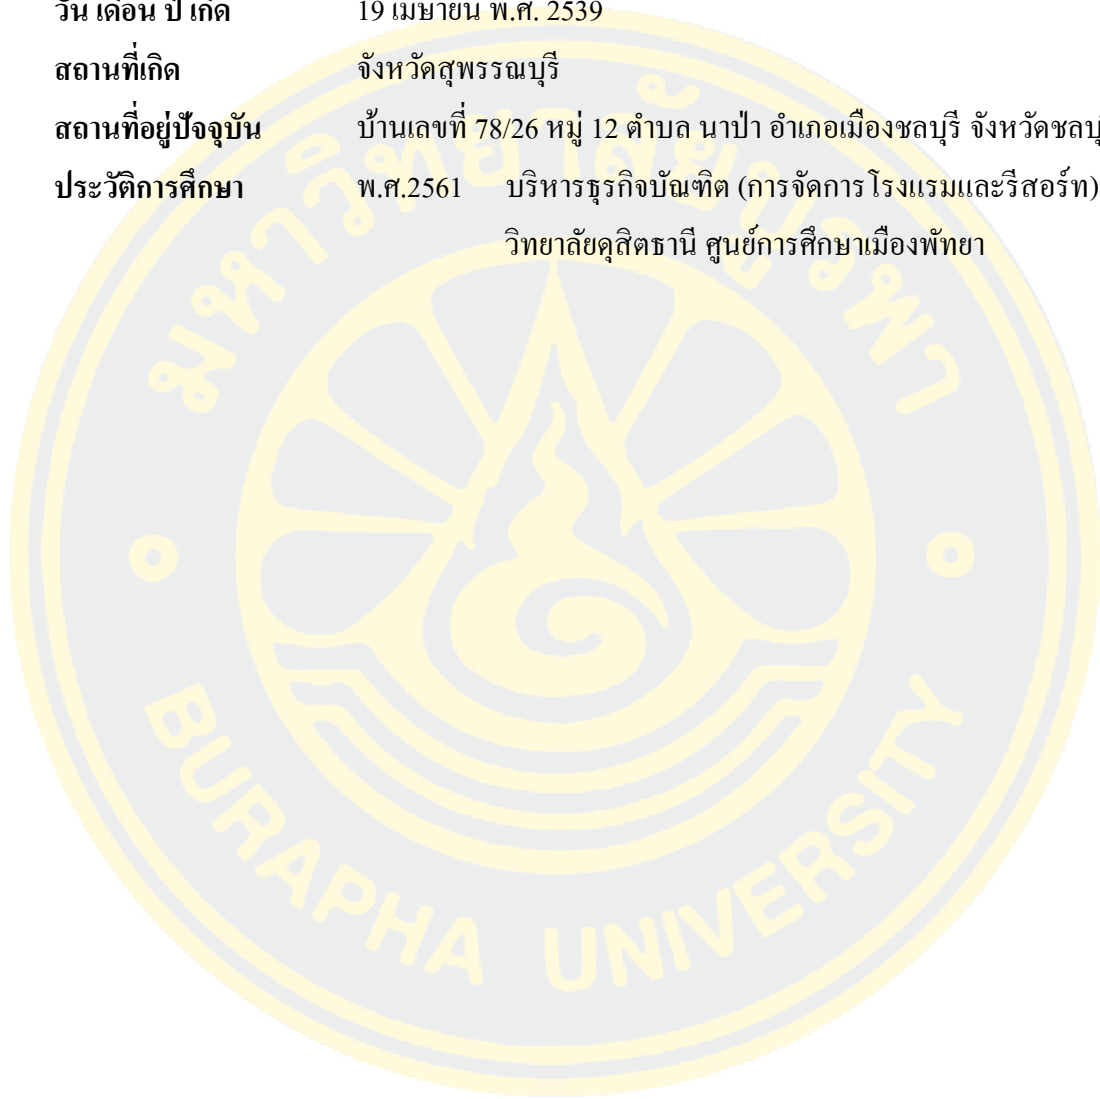 วัน เดือน ปี เกิด 19 เมษายน พ.ศ. 2539
สถานที่เกิด จังหวัดสุพรรณบุรี
สถานที่อยู่ปัจจุบัน บ้านเลขที่ 78/26 หมู่ 12 ตำบล นาป่า อำเภอเมืองชลบุรี
ประวัติการศึกษา พ.ศ.2561 บริหารธุรกิจบัณฑิต (การจัดการโรงแรมและรีสอร์ท)
วิทยาลัยดุสิตธานี ศูนย์การศึกษาเมืองพัทยา
มหาวิทยาลัยบูรพา
BURAPHA UNIVERSITY